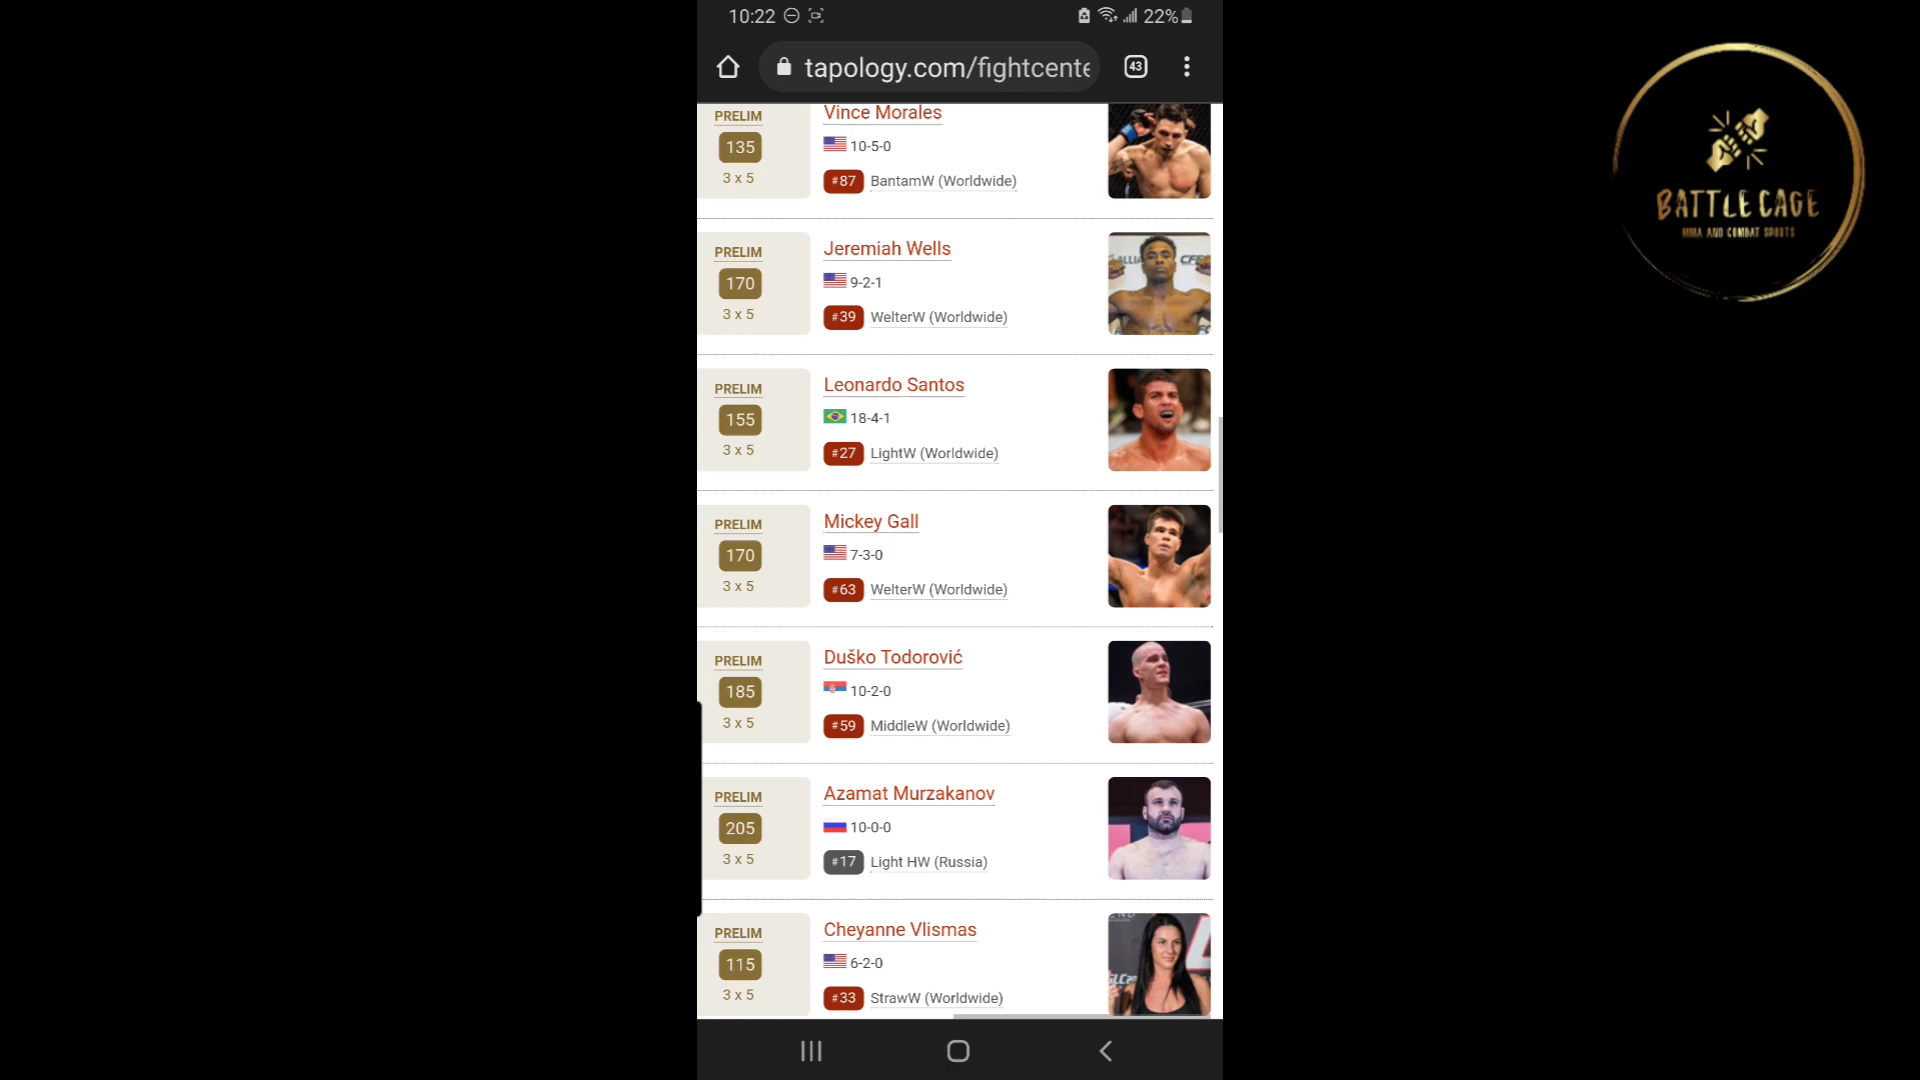 10:22
22%
tapology.com/fightcente
43
PRELIM
135
3 x 5
Vince Morales
10-5-0
#87 BantamW (Worldwide)
PRELIM
170
3 x 5
Jeremiah Wells
9-2-1
#39 WelterW (Worldwide)
PRELIM
155
3 x 5
Leonardo Santos
18-4-1
#27 LightW (Worldwide)
PRELIM
170
3 x 5
Mickey Gall
7-3-0
#63 WelterW (Worldwide)
PRELIM
185
3 x 5
Duško Todorović
10-2-0
#59 MiddleW (Worldwide)
PRELIM
205
3 x 5
Azamat Murzakanov
10-0-0
#17 Light HW (Russia)
PRELIM
115
3 x 5
Cheyanne Vlismas
6-2-0
#33 StrawW (Worldwide)
BATTLE CAGE
MMA AND COMBAT SPORTS